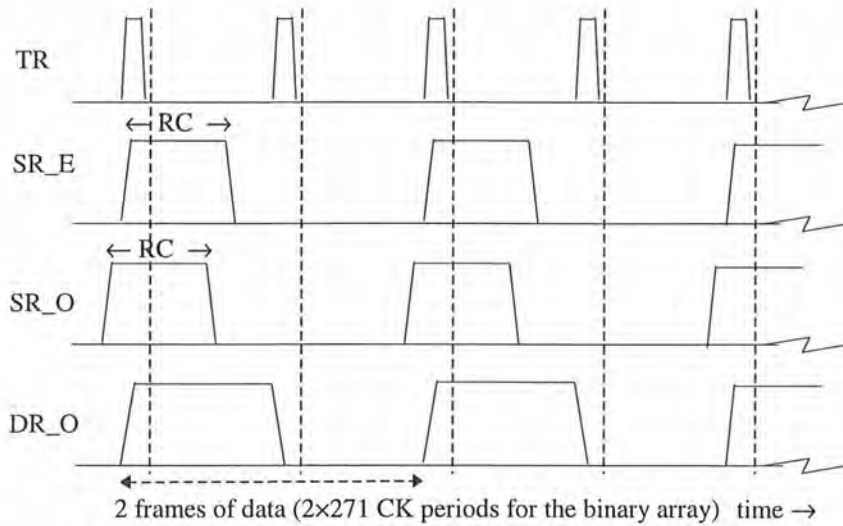 TR
← RC →
SR_E
← RC →
SR_O
DR_O
2 frames of data (2×271 CK periods for the binary array) time →